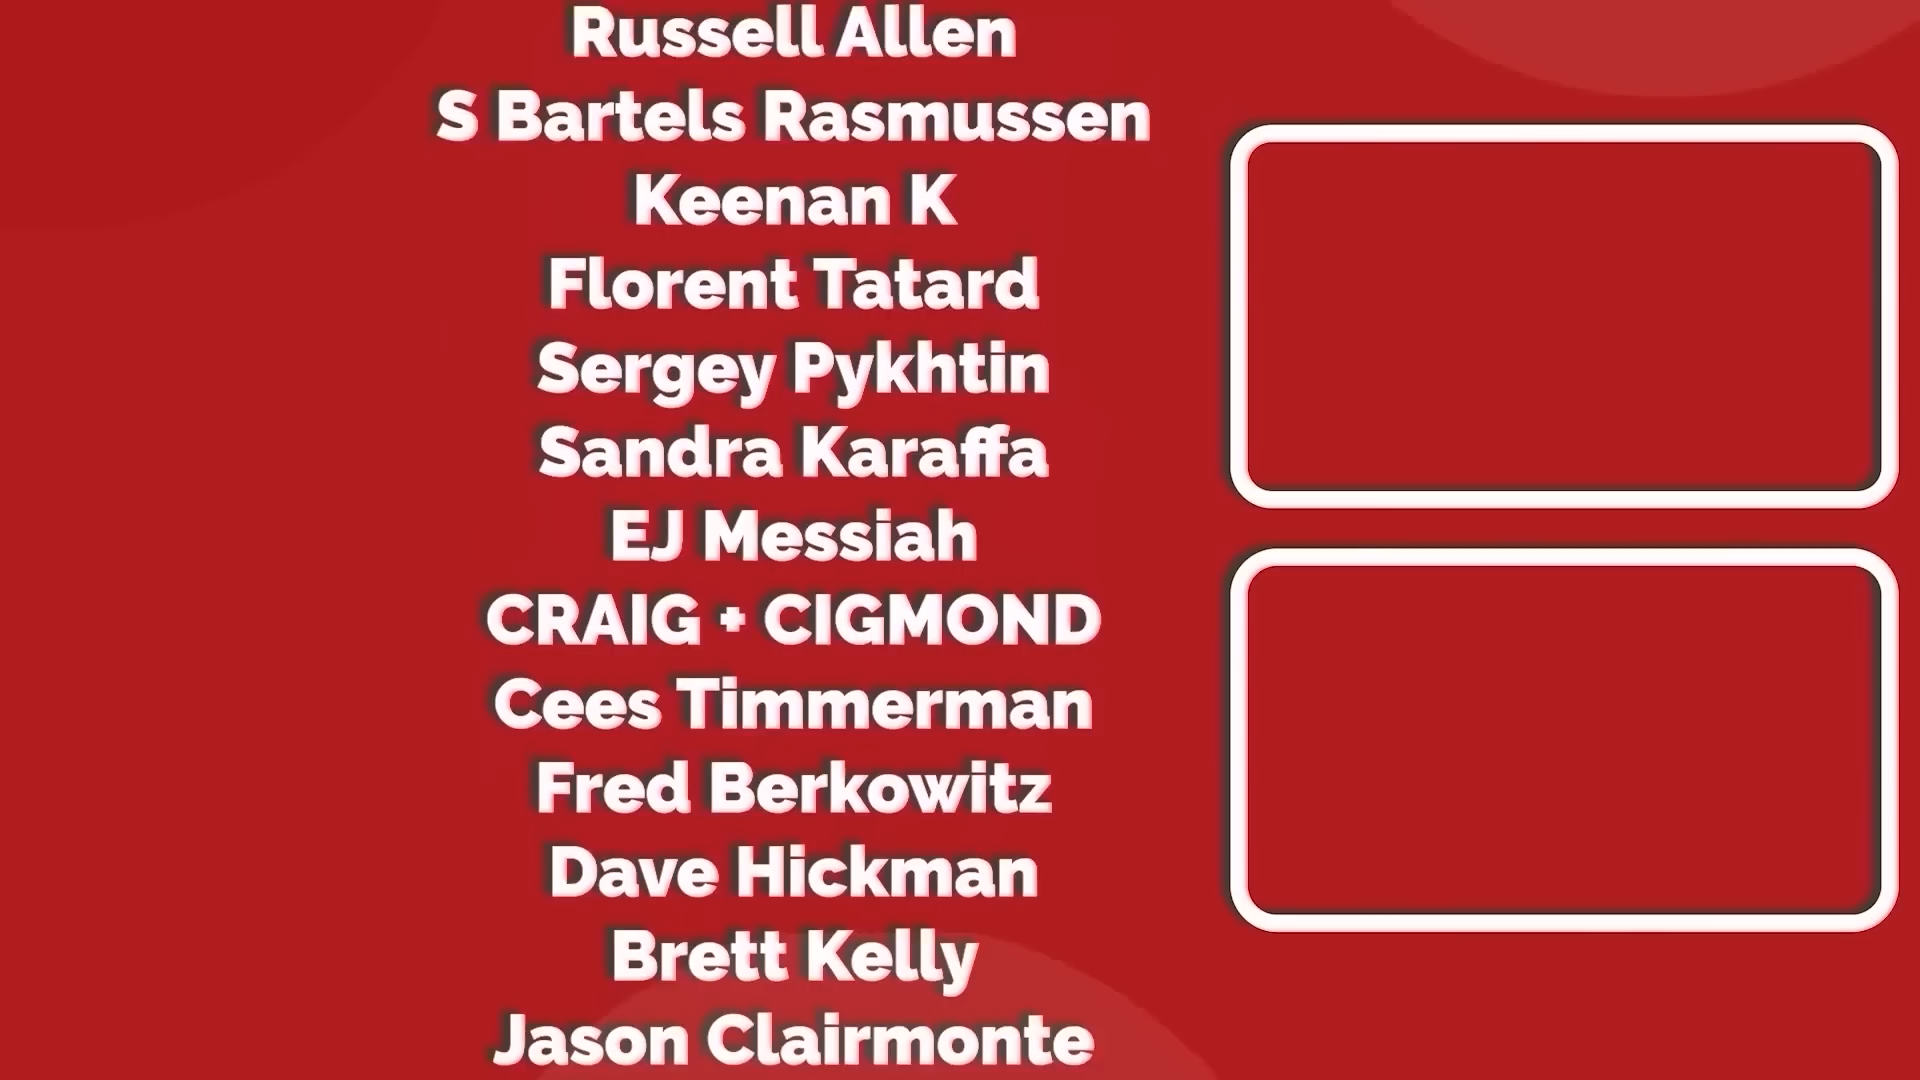 Russell Allen
S Bartels Rasmussen
Keenan K
Florent Tatard
Sergey Pykhtin
Sandra Karaffa
EJ Messiah
CRAIG + CIGMOND
Cees Timmerman
Fred Berkowitz
Dave Hickman
Brett Kelly
Jason Clairmonte